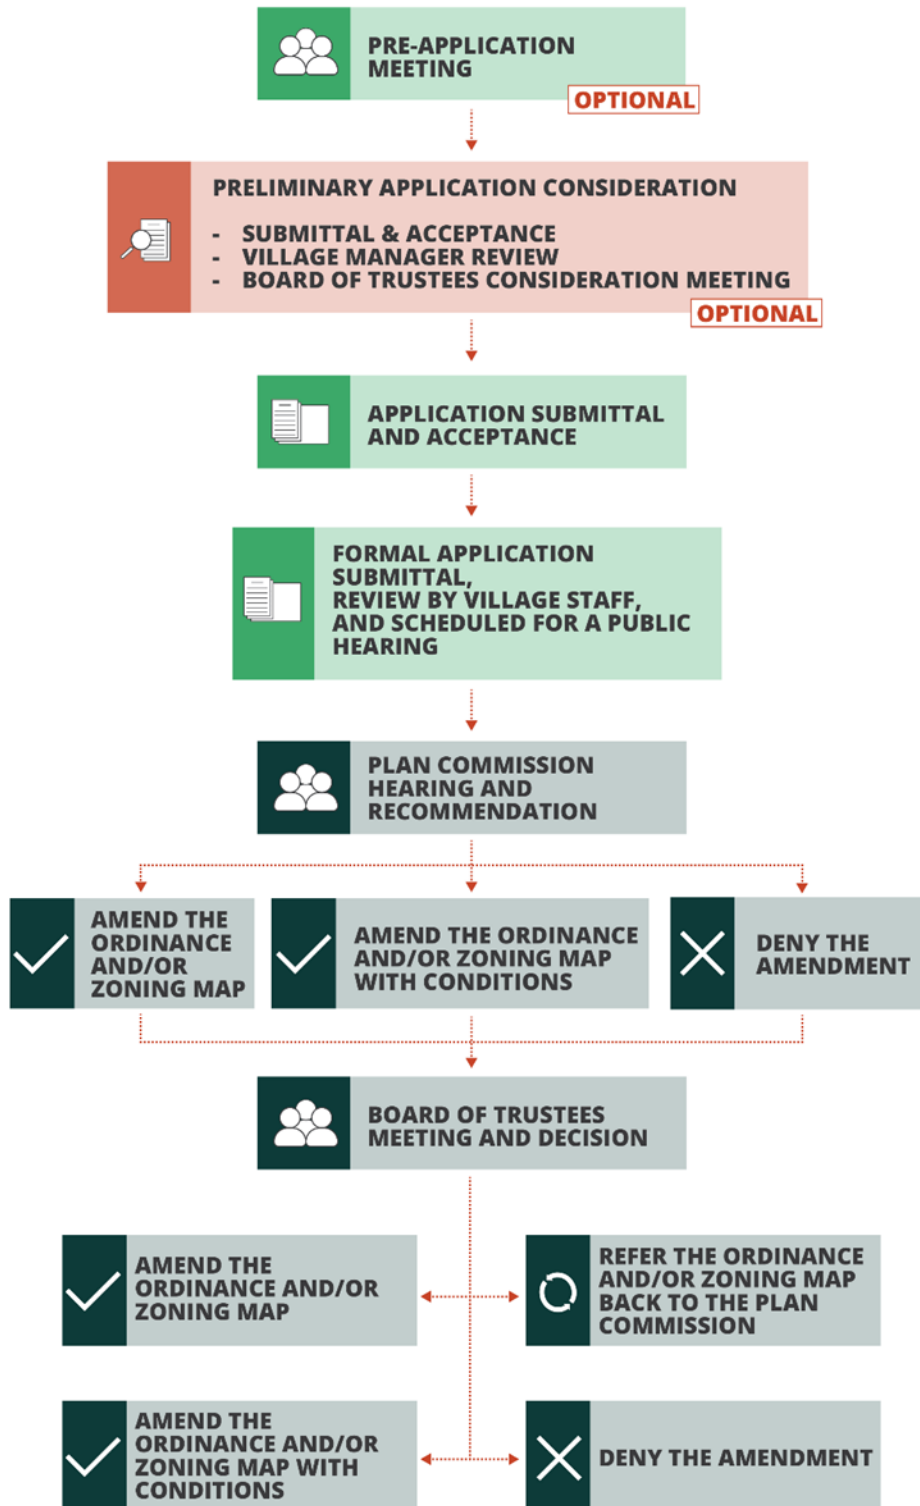 PRE-APPLICATION
MEETING
OPTIONAL
PRELIMINARY APPLICATION CONSIDERATION
- SUBMITTAL & ACCEPTANCE
- VILLAGE MANAGER REVIEW
- BOARD OF TRUSTEES CONSIDERATION MEETING
OPTIONAL
APPLICATION SUBMITTAL
AND ACCEPTANCE
FORMAL APPLICATION
SUBMITTAL,
REVIEW BY VILLAGE STAFF,
AND SCHEDULED FOR A PUBLIC
HEARING
PLAN COMMISSION
HEARING AND
RECOMMENDATION
AMEND THE
ORDINANCE
AND/OR
ZONING MAP
AMEND THE ORDINANCE
AND/OR ZONING MAP
WITH CONDITIONS
DENY THE
AMENDMENT
BOARD OF TRUSTEES
MEETING AND DECISION
AMEND THE
ORDINANCE AND/OR
ZONING MAP
REFER THE ORDINANCE
AND/OR ZONING MAP
BACK TO THE PLAN
COMMISSION
AMEND THE
ORDINANCE AND/OR
ZONING MAP WITH
CONDITIONS
DENY THE AMENDMENT